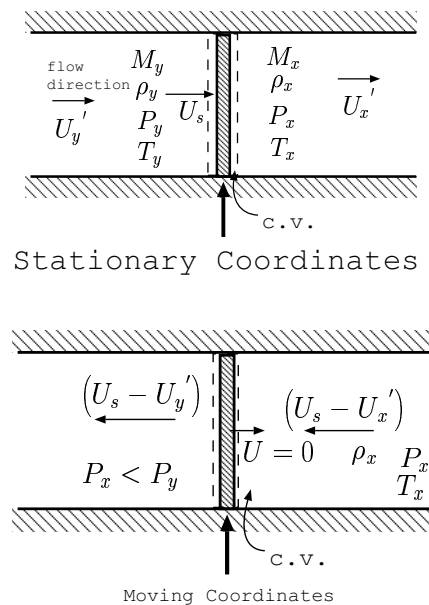 flow
direction
U_y'
M_y
ρ_y
P_y
T_y
U_s
M_x
ρ_x
P_x
T_x
U_x'
c.v.
Stationary Coordinates
(U_s − U_y')
P_x < P_y
(U_s − U_x')
U = 0
ρ_x
P_x
T_x
c.v.
Moving Coordinates